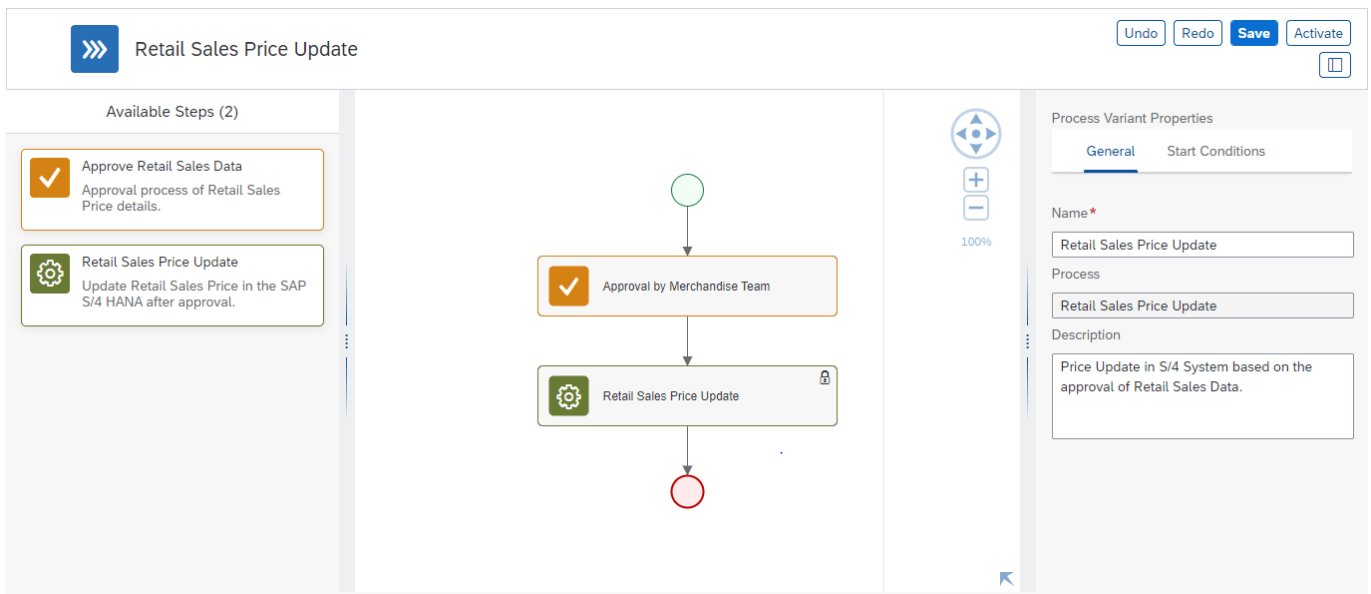 Retail Sales Price Update
Undo
Redo
Save
Activate
Available Steps (2)
Approve Retail Sales Data
Approval process of Retail Sales
Price details.
Retail Sales Price Update
Update Retail Sales Price in the SAP
S/4 HANA after approval.
Approval by Merchandise Team
Retail Sales Price Update
100%
Process Variant Properties
General
Start Conditions
Name*
Retail Sales Price Update
Process
Retail Sales Price Update
Description
Price Update in S/4 System based on the
approval of Retail Sales Data.